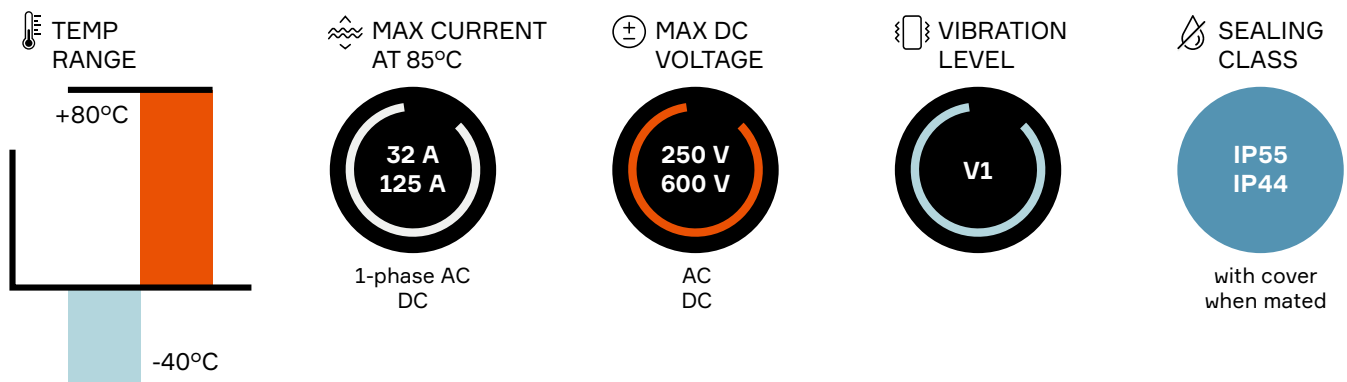 TEMP
RANGE
+80°C
-40°C
MAX CURRENT
AT 85°C
32 A
125 A
1-phase AC
DC
MAX DC
VOLTAGE
250 V
600 V
AC
DC
VIBRATION
LEVEL
V1
SEALING
CLASS
IP55
IP44
with cover
when mated